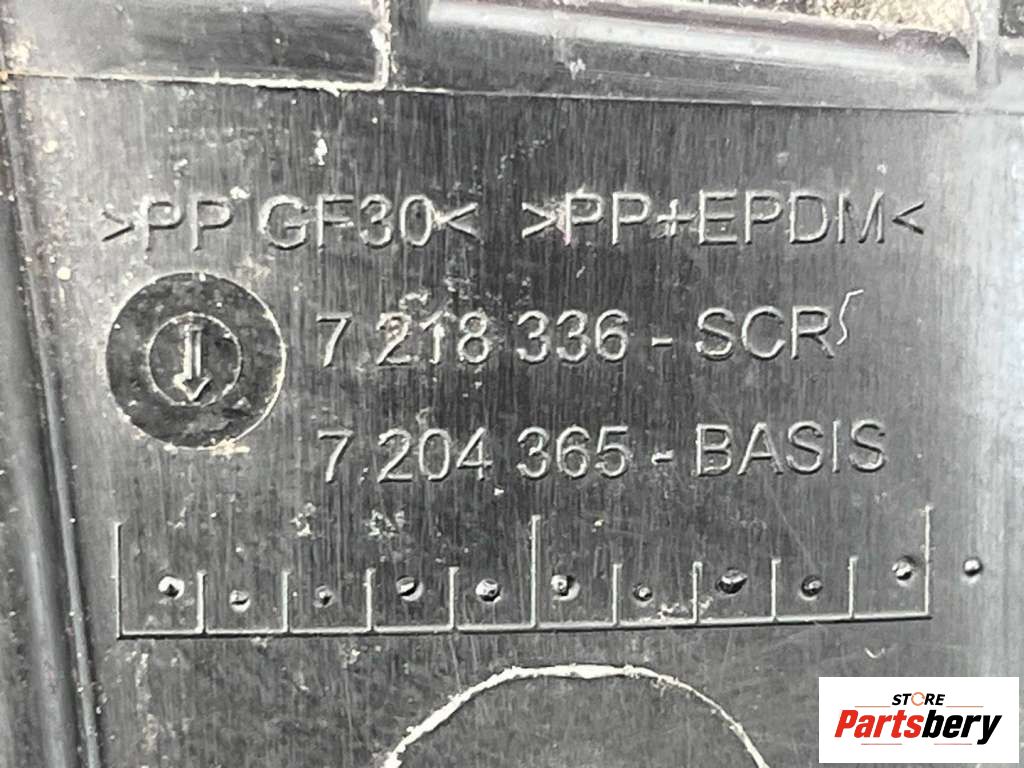 >PP GF30< >PP+EPDM<
7 218 336 - SCR
7 204 365 - BASIS
STORE
Partsbery